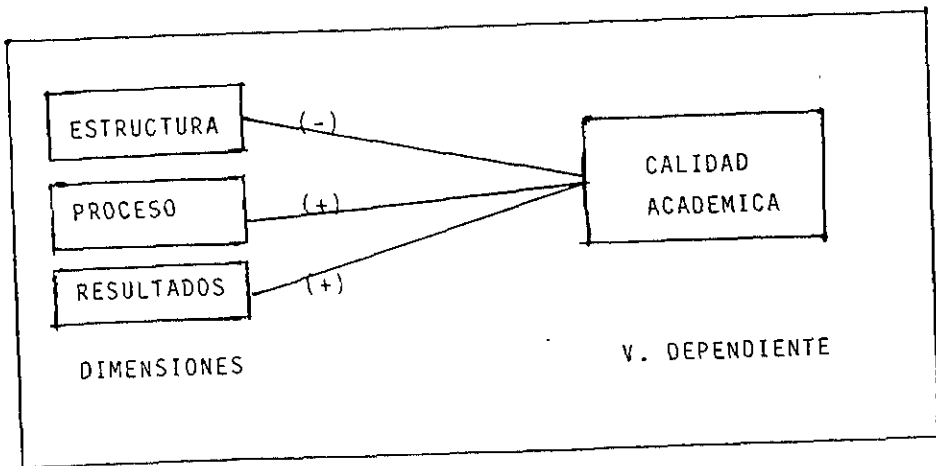 ESTRUCTURA
(-)
PROCESO
(+)
RESULTADOS
(+)
CALIDAD
ACADEMICA
DIMENSIONES
V. DEPENDIENTE